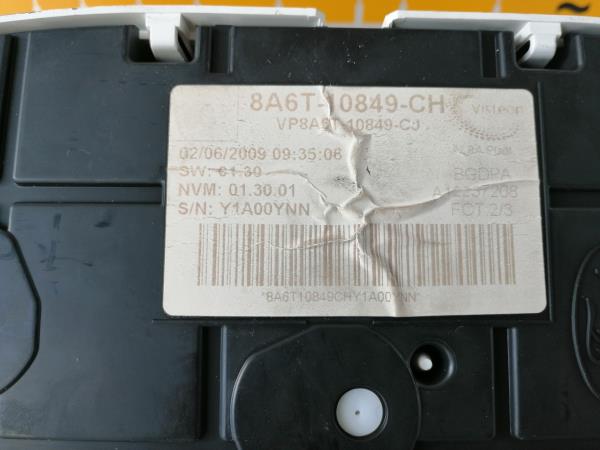 8A6T-10849-CH
Visteon
VP8A6T-10849-CJ
02/06/2009 09:35:06
SW: 01.30
BGDPA
NVM: 01.30.01
S/N: Y1A00YNN
FCT 2/3
*8A6T10849CHY1A00YNN*